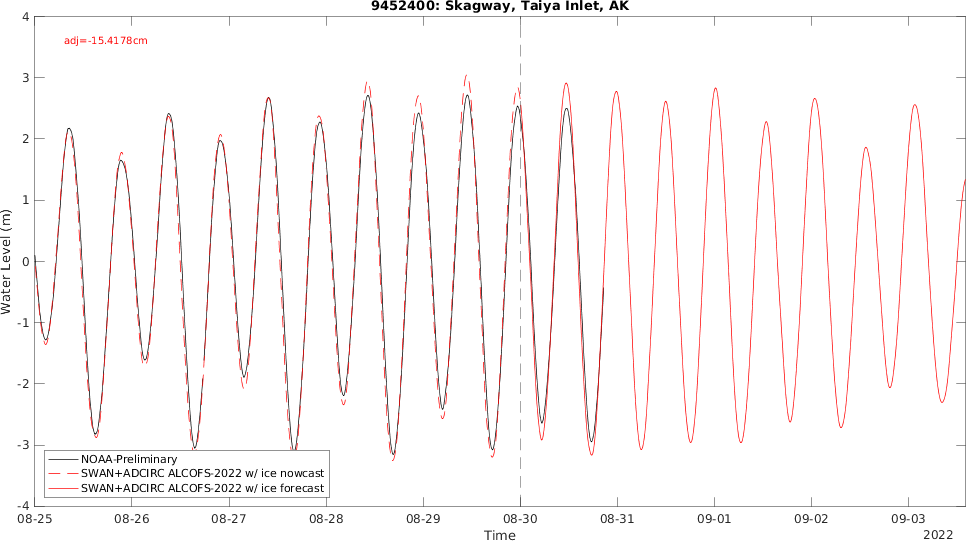 9452400: Skagway, Taiya Inlet, AK
adj=-15.4178cm
4
3
2
1
0
-1
-2
-3
-4
Water Level (m)
NOAA-Preliminary
SWAN+ADCIRC ALCOFS-2022 w/ ice nowcast
SWAN+ADCIRC ALCOFS-2022 w/ ice forecast
08-25 08-26 08-27 08-28 08-29 08-30 08-31 09-01 09-02 09-03
Time
2022